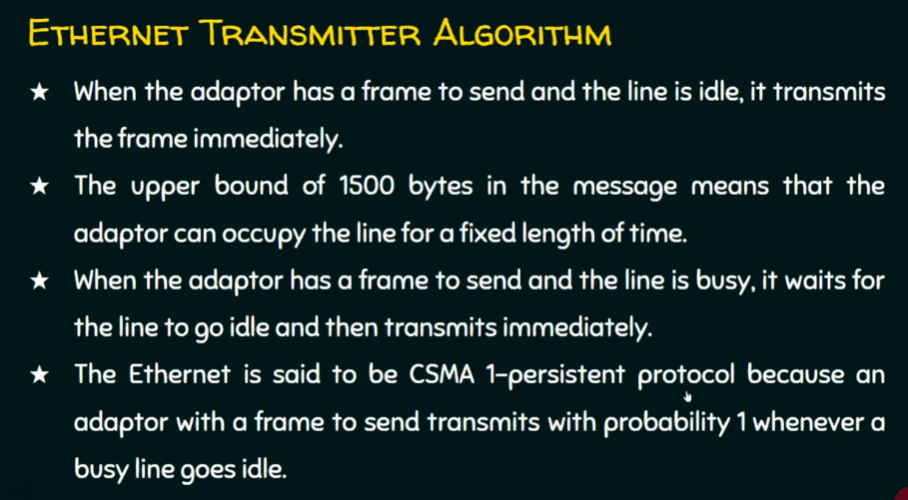 ETHERNET TRANSMITTER ALGORITHM
★ When the adaptor has a frame to send and the line is idle, it transmits
the frame immediately.
★ The upper bound of 1500 bytes in the message means that the
adaptor can occupy the line for a fixed length of time.
★ When the adaptor has a frame to send and the line is busy, it waits for
the line to go idle and then transmits immediately.
★ The Ethernet is said to be CSMA 1-persistent protocol because an
adaptor with a frame to send transmits with probability 1 whenever a
busy line goes idle.